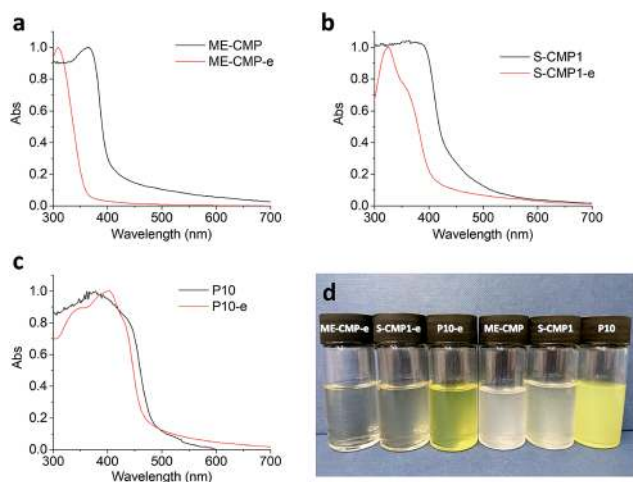 a
ME-CMP
ME-CMP-e
1.0
0.8
0.6
0.4
0.2
0.0
Abs
300 400 500 600 700
Wavelength (nm)
b
S-CMP1
S-CMP1-e
1.0
0.8
0.6
0.4
0.2
0.0
Abs
300 400 500 600 700
Wavelength (nm)
c
P10
P10-e
1.0
0.8
0.6
0.4
0.2
0.0
Abs
300 400 500 600 700
Wavelength (nm)
d
ME-CMP-e S-CMP1-e P10-e ME-CMP S-CMP1 P10